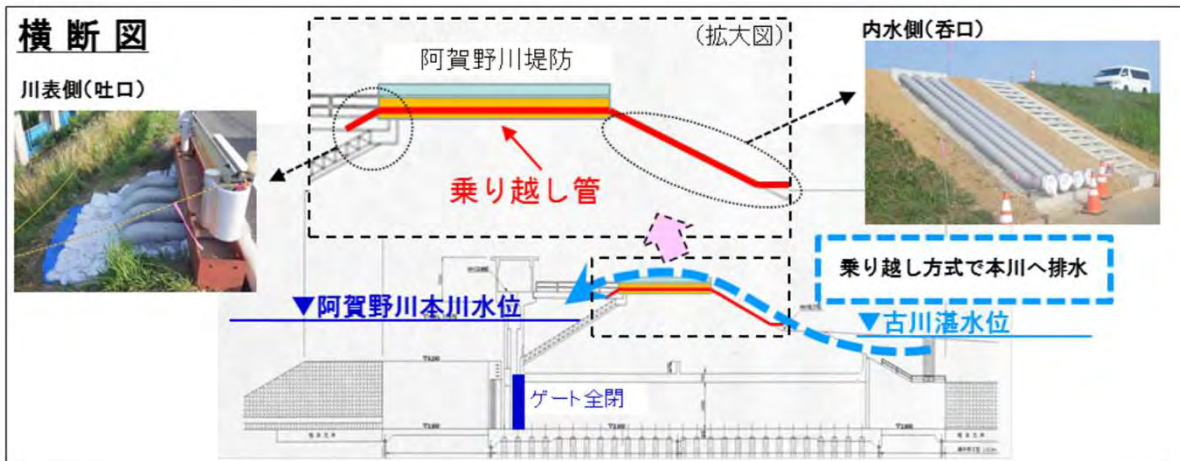 横断図
(拡大図)
内水側(呑口)
阿賀野川堤防
川表側(吐口)
乗り越し管
乗り越し方式で本川へ排水
▼阿賀野川本川水位
▼古川湛水位
ゲート全閉